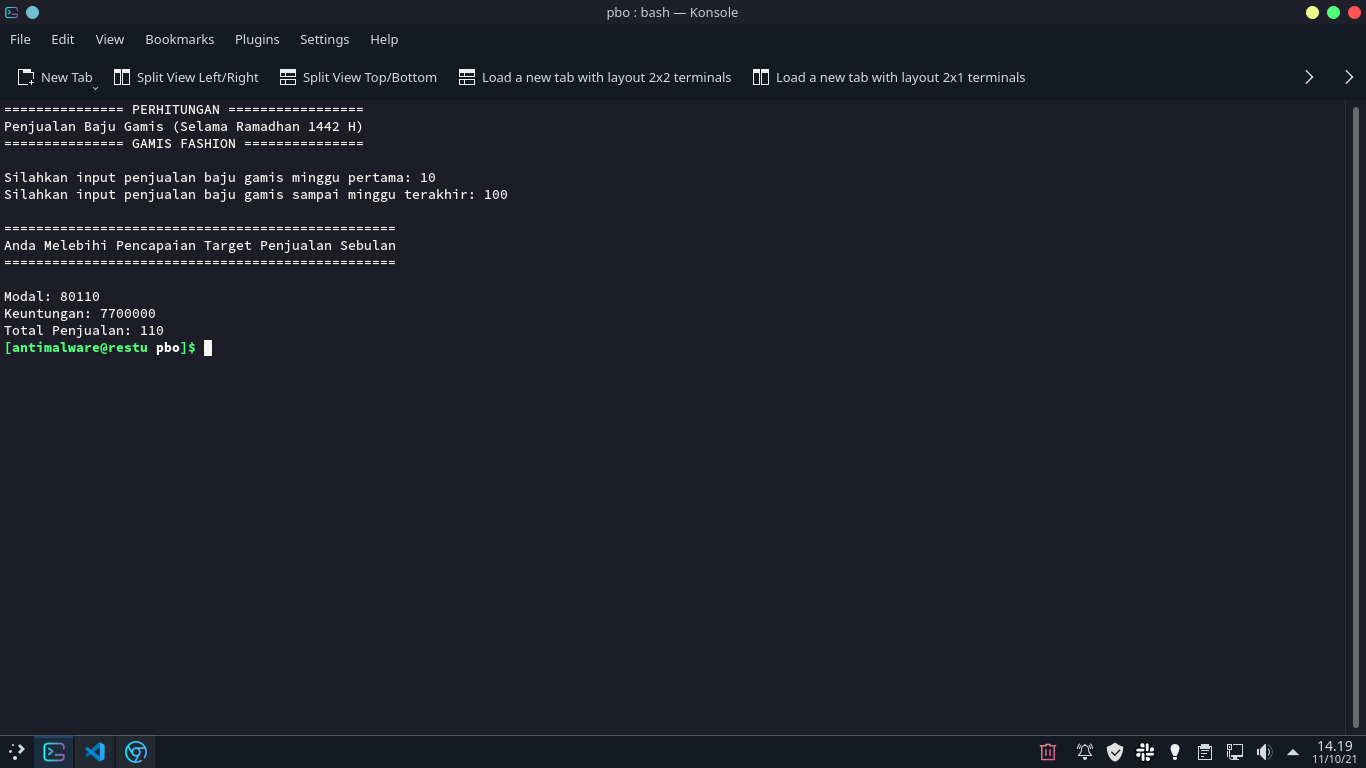 pbo : bash — Konsole
File Edit View Bookmarks Plugins Settings Help
New Tab Split View Left/Right Split View Top/Bottom Load a new tab with layout 2x2 terminals Load a new tab with layout 2x1 terminals
=============== PERHITUNGAN =================
Penjualan Baju Gamis (Selama Ramadhan 1442 H)
=============== GAMIS FASHION ===============
Silahkan input penjualan baju gamis minggu pertama: 10
Silahkan input penjualan baju gamis sampai minggu terakhir: 100
=================================================
Anda Melebihi Pencapaian Target Penjualan Sebulan
=================================================
Modal: 80110
Keuntungan: 7700000
Total Penjualan: 110
[antimalware@restu pbo]$
14.19
11/10/21